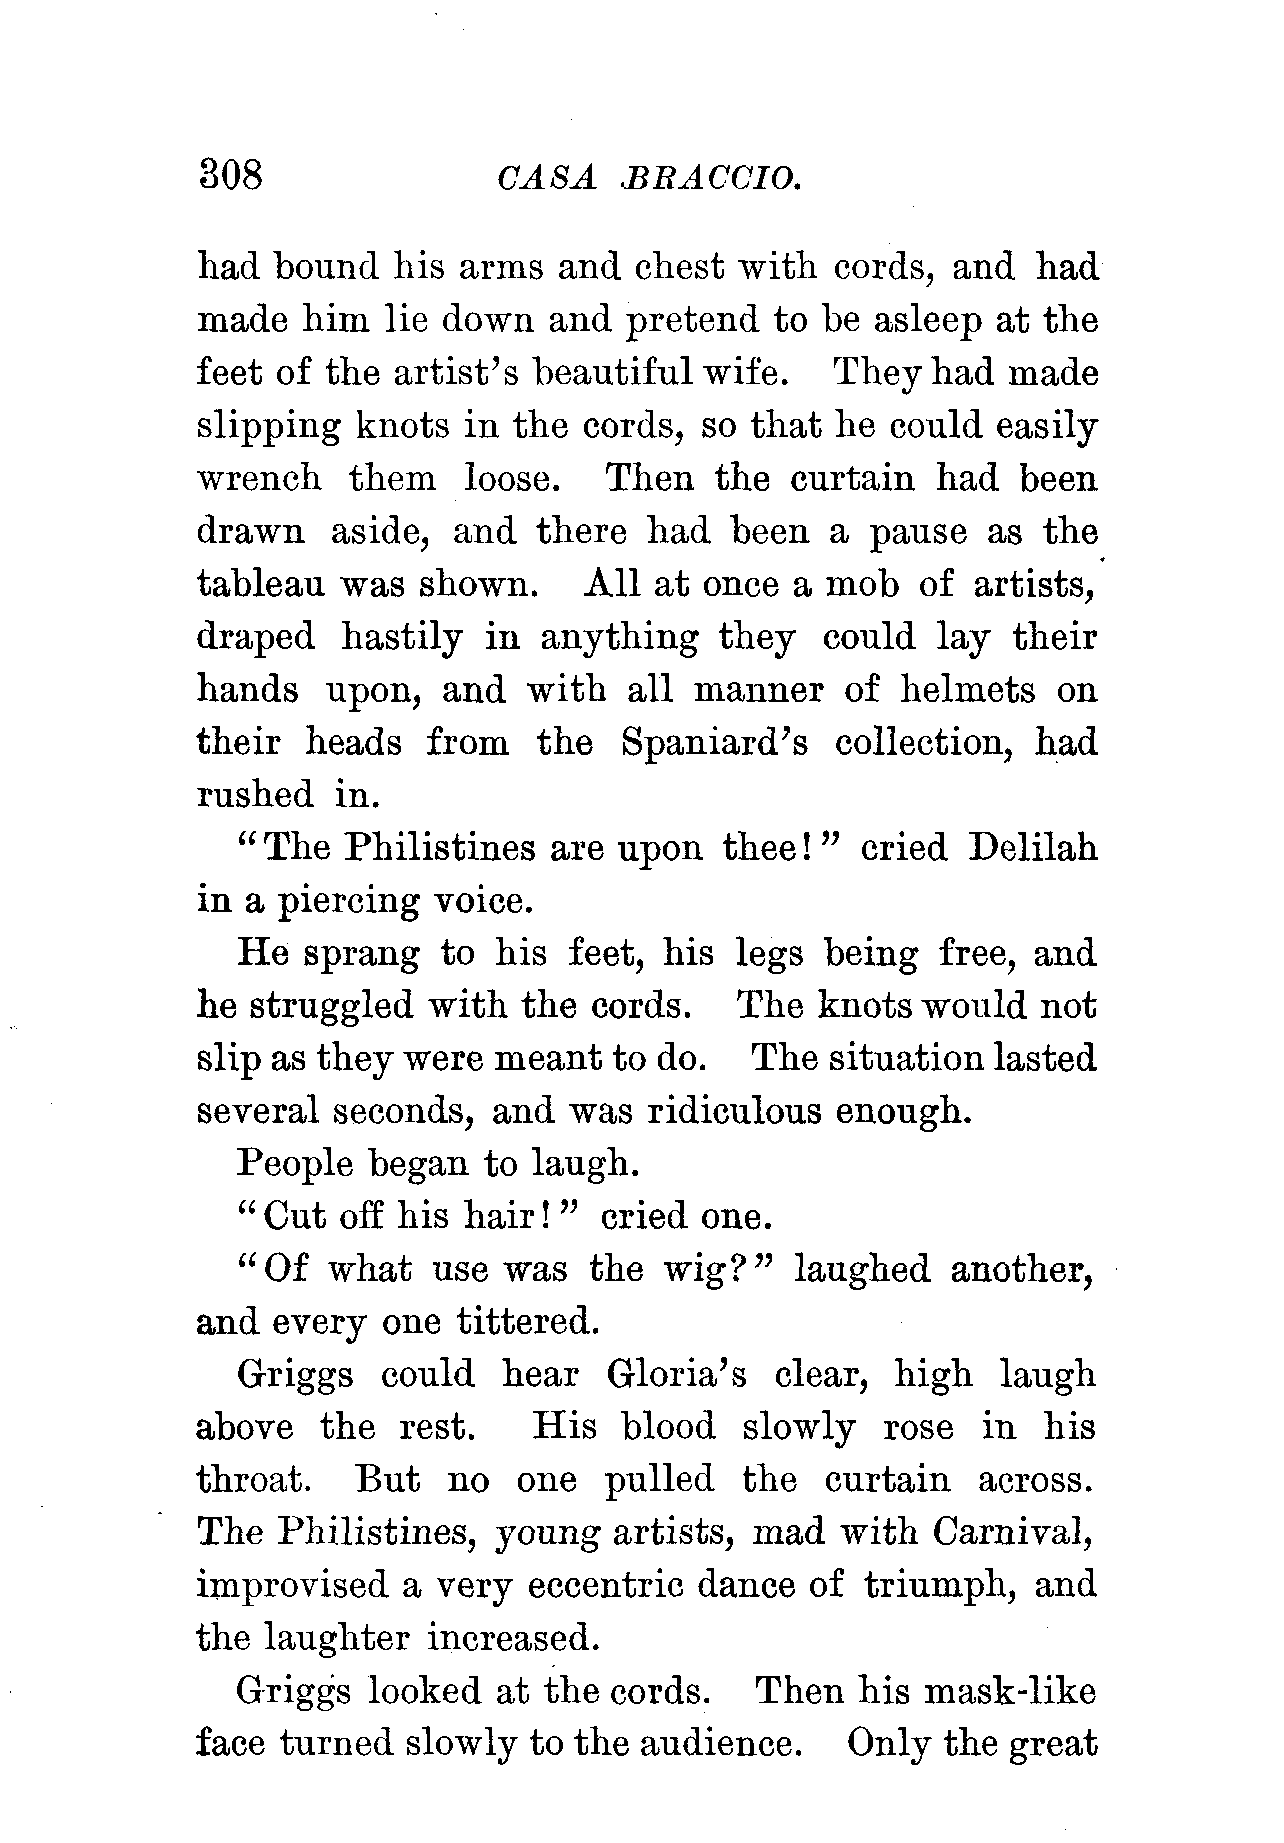 308 CASA BRACCIO.
had bound his arms and chest with cords, and had
made him lie down and pretend to be asleep at the
feet of the artist's beautiful wife. They had made
slipping knots in the cords, so that he could easily
wrench them loose. Then the curtain had been
drawn aside, and there had been a pause as the
tableau was shown. All at once a mob of artists,
draped hastily in anything they could lay their
hands upon, and with all manner of helmets on
their heads from the Spaniard's collection, had
rushed in.
"The Philistines are upon thee!" cried Delilah
in a piercing voice.
He sprang to his feet, his legs being free, and
he struggled with the cords. The knots would not
slip as they were meant to do. The situation lasted
several seconds, and was ridiculous enough.
People began to laugh.
"Cut off his hair!" cried one.
"Of what use was the wig?" laughed another,
and every one tittered.
Griggs could hear Gloria's clear, high laugh
above the rest. His blood slowly rose in his
throat. But no one pulled the curtain across.
The Philistines, young artists, mad with Carnival,
improvised a very eccentric dance of triumph, and
the laughter increased.
Griggs looked at the cords. Then his mask-like
face turned slowly to the audience. Only the great